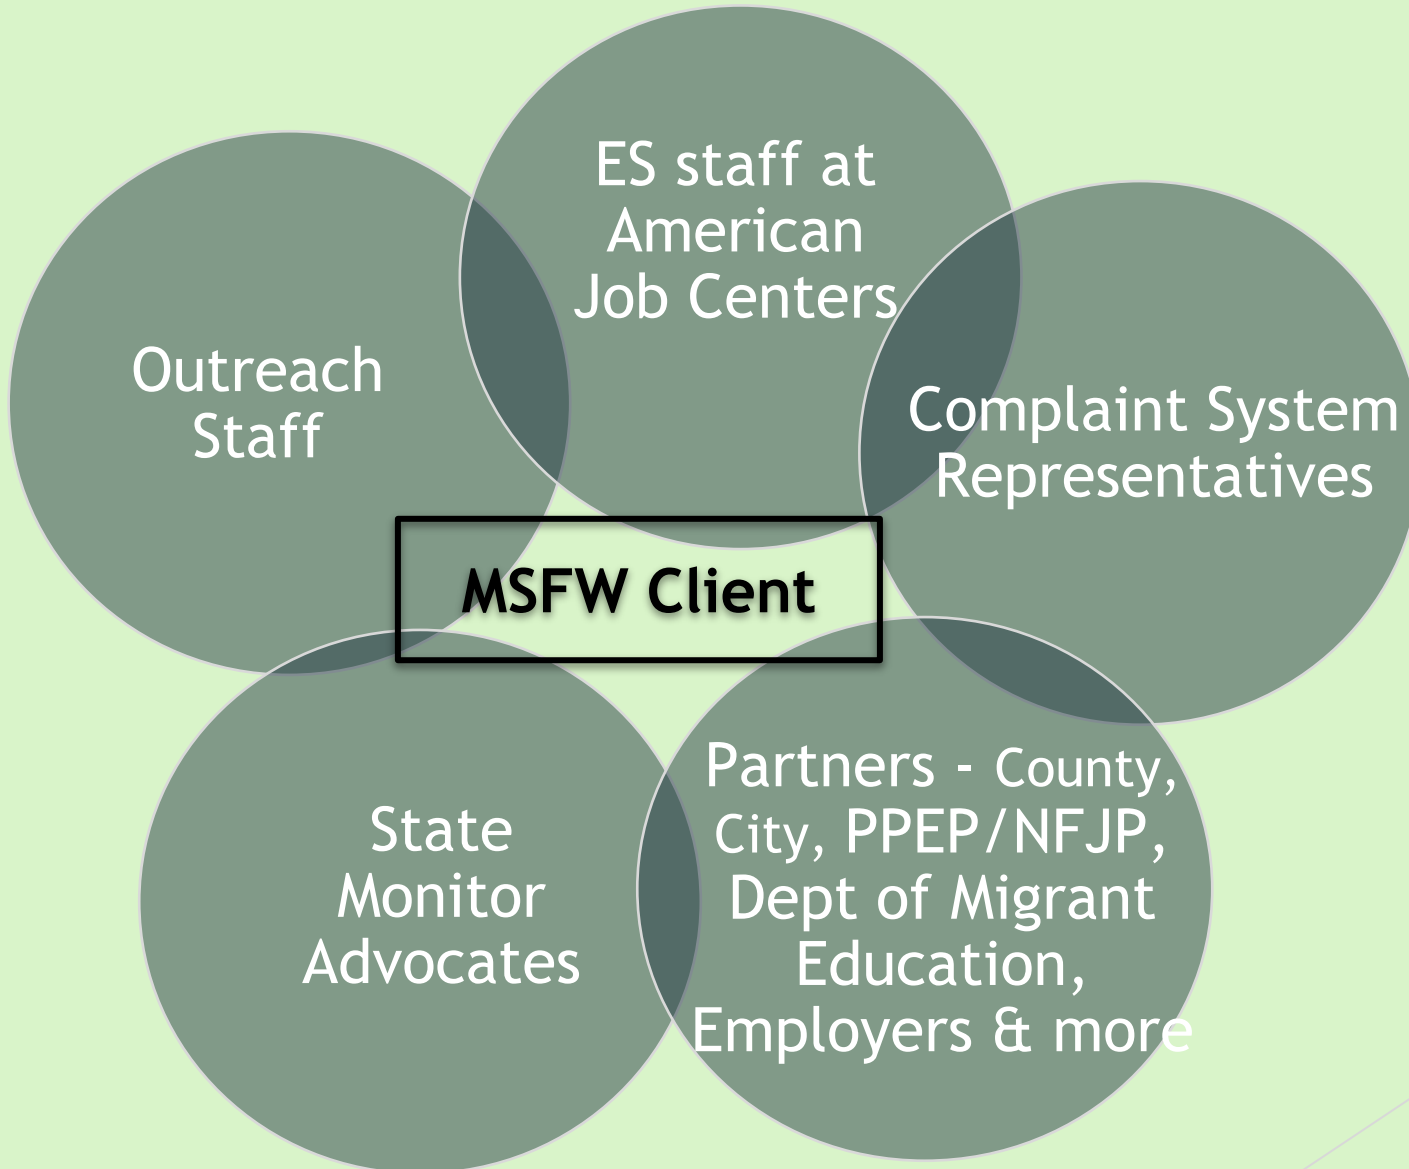 ES staff at
American
Job Centers
Outreach
Staff
Complaint System
Representatives
MSFW Client
State
Monitor
Advocates
Partners - County,
City, PPEP/NFJP,
Dept of Migrant
Education,
Employers & more